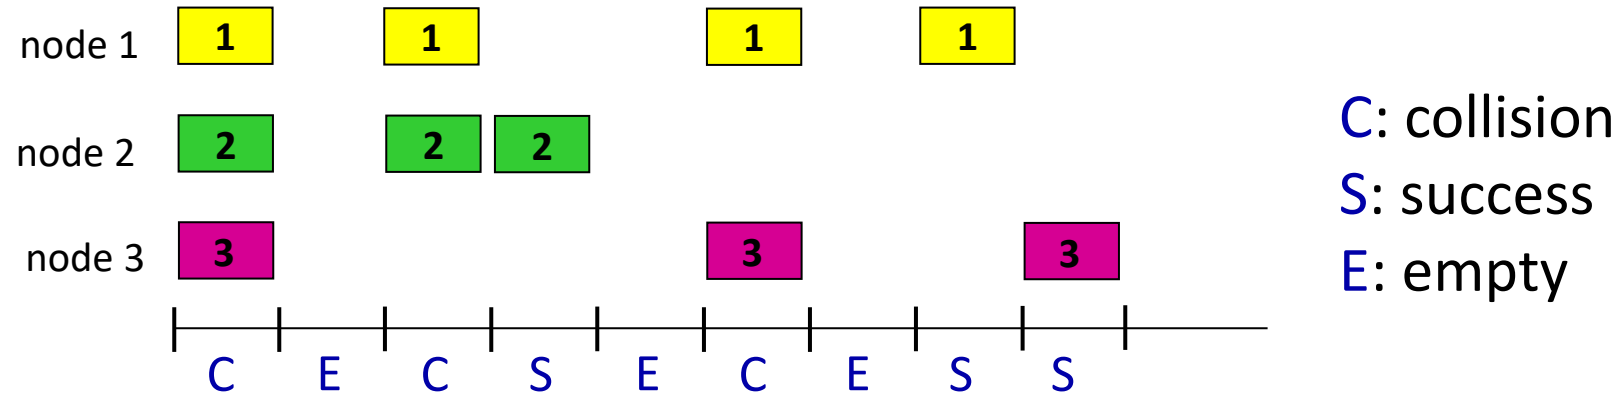 node 1 1 1 1 1
node 2 2 2 2
node 3 3 3 3
C E C S E C E S S
C: collision
S: success
E: empty